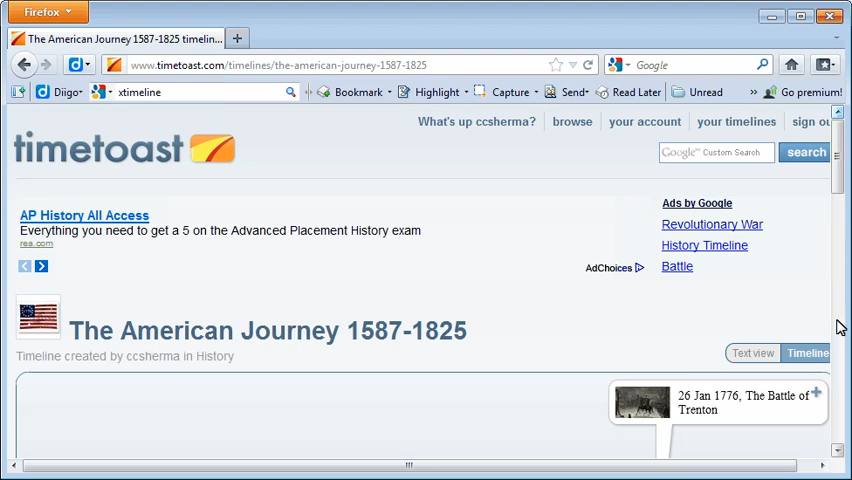 Firefox
The American Journey 1587-1825 timelin...
www.timetoast.com/timelines/the-american-journey-1587-1825
Google
Diigo
xtimeline
Bookmark
Highlight
Capture
Send
Read Later
Unread
»
Go premium!
What's up ccsherma?
browse
your account
your timelines
sign ou
timetoast
Google™ Custom Search
search
AP History All Access
Everything you need to get a 5 on the Advanced Placement History exam
rea.com
AdChoices
Ads by Google
Revolutionary War
History Timeline
Battle
The American Journey 1587-1825
Timeline created by ccsherma in History
Text view
Timeline
26 Jan 1776, The Battle of
Trenton